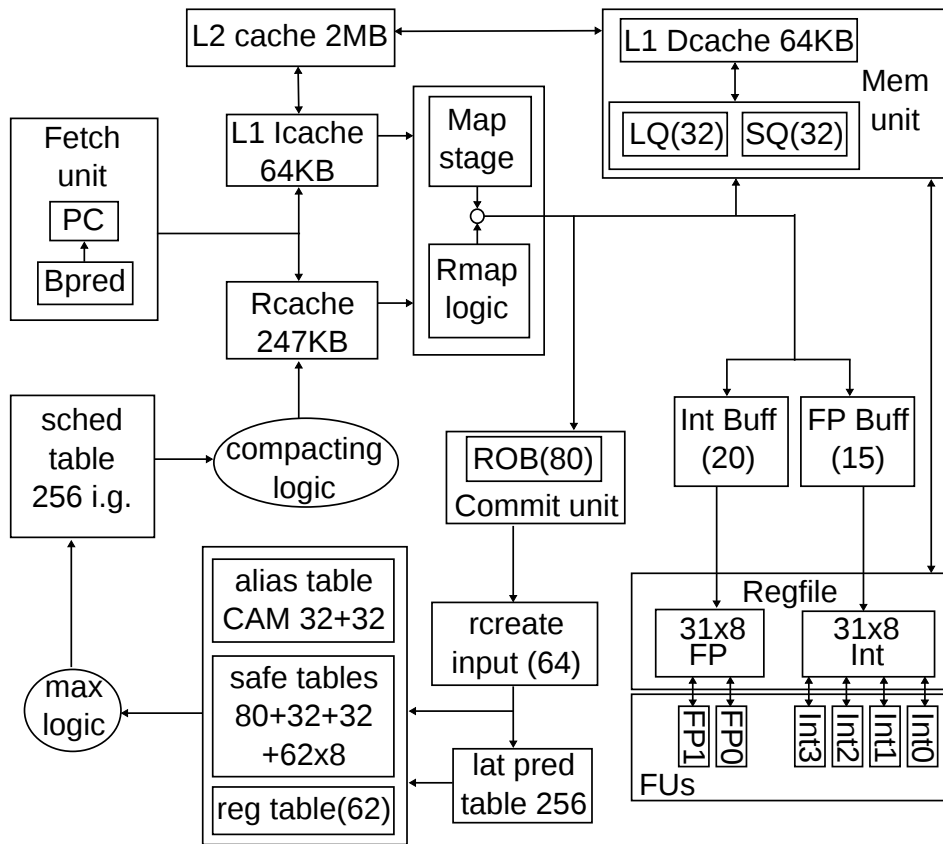 L2 cache 2MB
L1 Dcache 64KB
Mem
unit
LQ(32)
SQ(32)
Fetch
unit
PC
Bpred
L1 Icache
64KB
Map
stage
Rmap
logic
Rcache
247KB
sched
table
256 i.g.
compacting
logic
ROB(80)
Commit unit
Int Buff
(20)
FP Buff
(15)
alias table
CAM 32+32
safe tables
80+32+32
+62x8
reg table(62)
max
logic
rcreate
input (64)
lat pred
table 256
Regfile
31x8
FP
31x8
Int
FP1
FP0
Int3
Int2
Int1
Int0
FUs